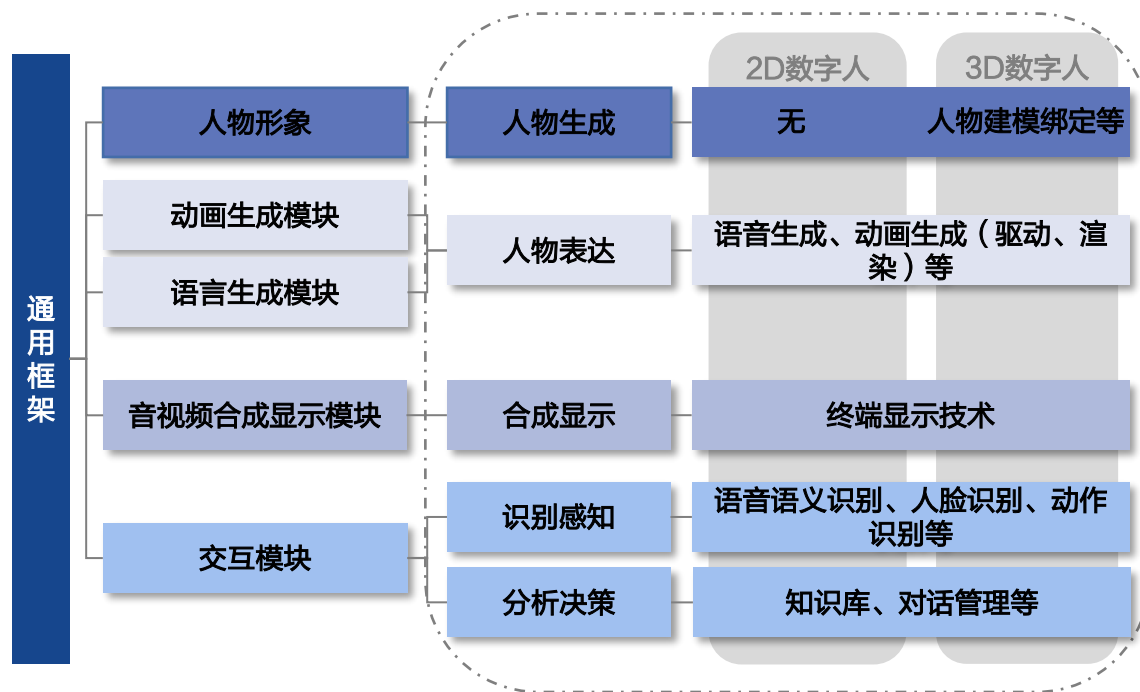 通用框架
2D数字人
3D数字人
人物形象
人物生成
无
人物建模绑定等
动画生成模块
语言生成模块
人物表达
语音生成、动画生成（驱动、渲
染）等
音视频合成显示模块
合成显示
终端显示技术
交互模块
识别感知
语音语义识别、人脸识别、动作
识别等
分析决策
知识库、对话管理等